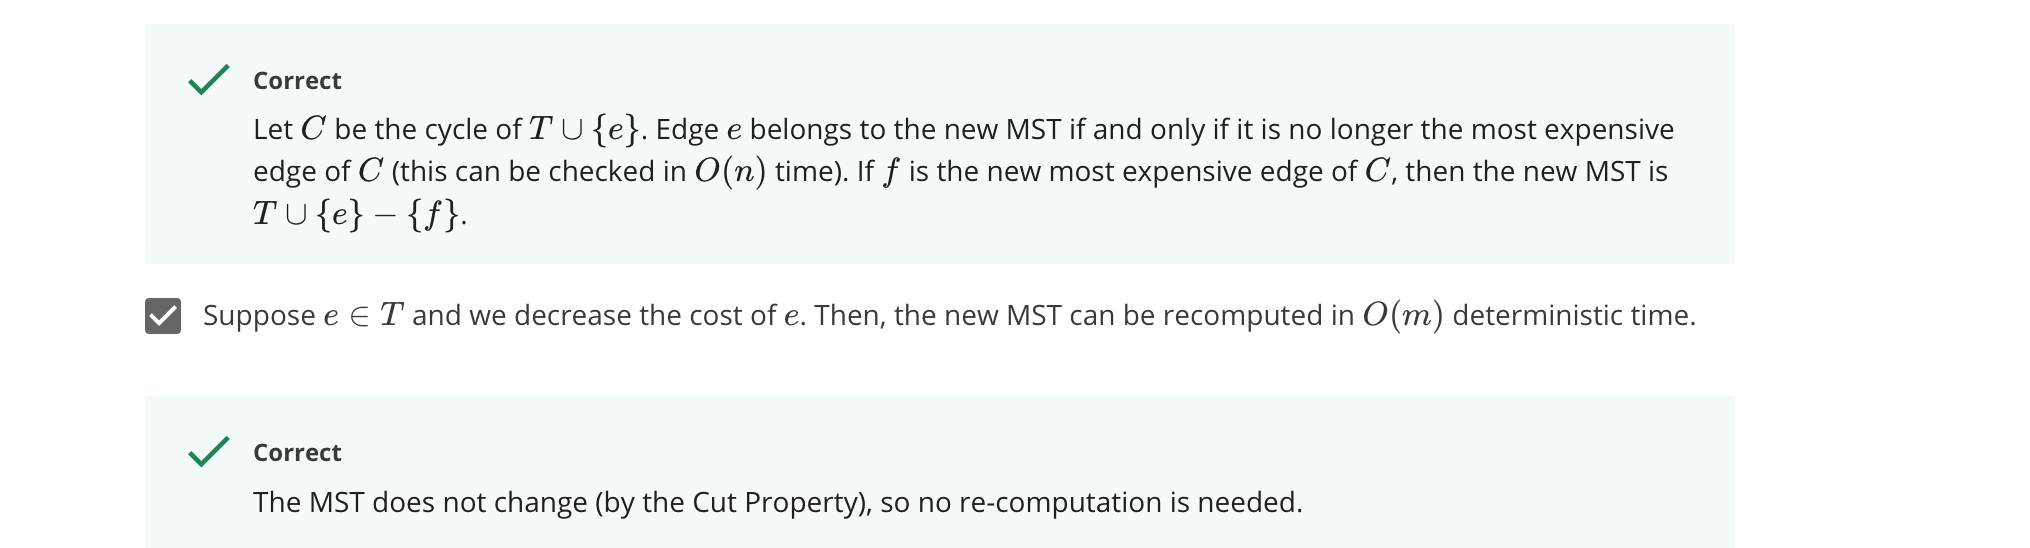 Correct
Let C be the cycle of T ∪ {e}. Edge e belongs to the new MST if and only if it is no longer the most expensive
edge of C (this can be checked in O(n) time). If f is the new most expensive edge of C, then the new MST is
T ∪ {e} − {f}.
Suppose e ∈ T and we decrease the cost of e. Then, the new MST can be recomputed in O(m) deterministic time.
Correct
The MST does not change (by the Cut Property), so no re-computation is needed.